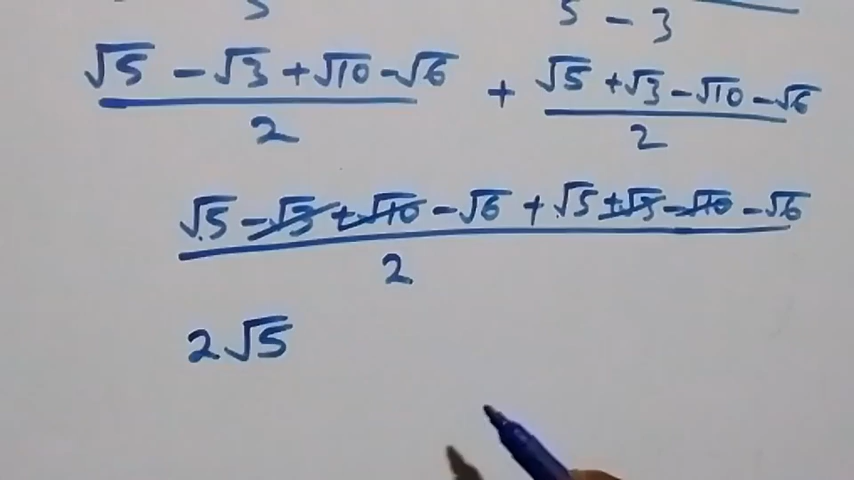 5 - 3
√5 - √3 + √10 - √6 + √5 + √3 - √10 - √6
2 2
√5 - √3 + √10 - √6 + √5 + √3 - √10 - √6
2
2√5